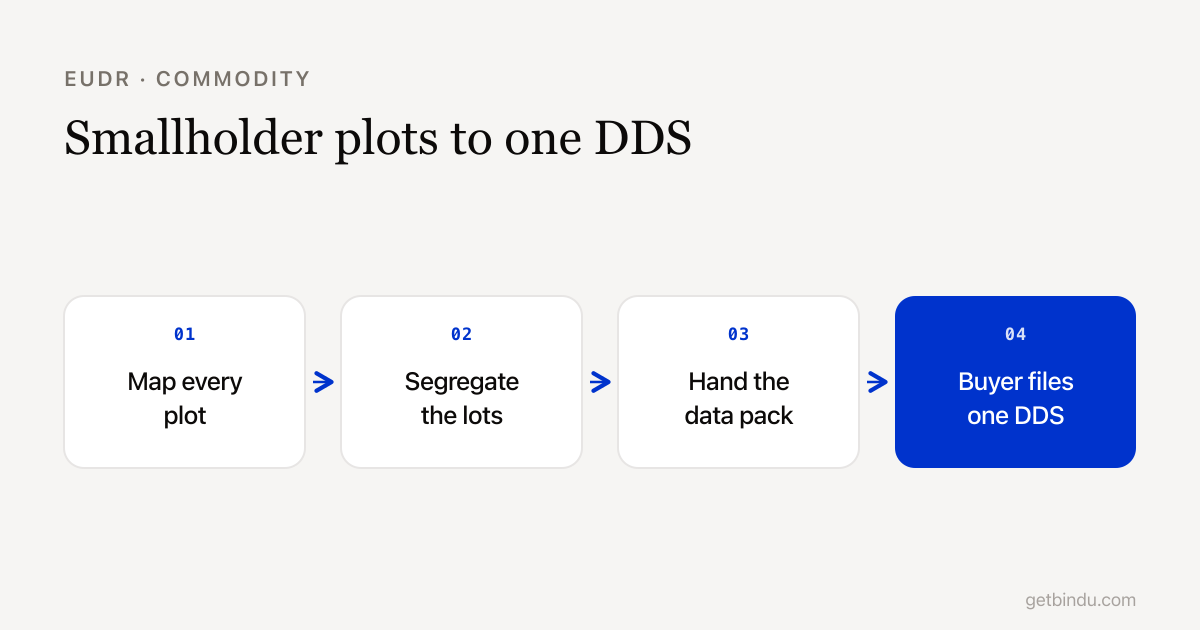 EUDR · COMMODITY
Smallholder plots to one DDS
01
Map every
plot
02
Segregate
the lots
03
Hand the
data pack
04
Buyer files
one DDS
getbindu.com